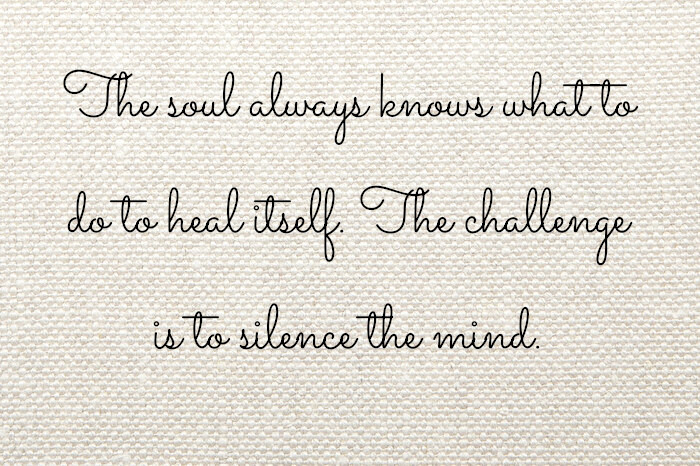 The soul always knows what to
do to heal itself. The challenge
is to silence the mind.